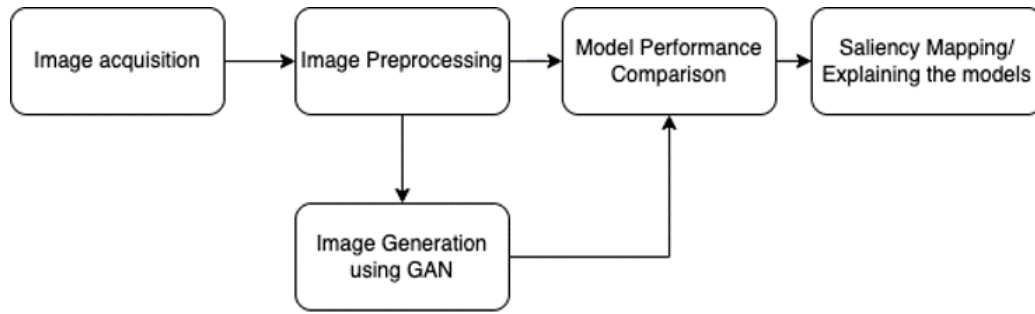 Image acquisition
Image Preprocessing
Model Performance
Comparison
Saliency Mapping/
Explaining the models
Image Generation
using GAN